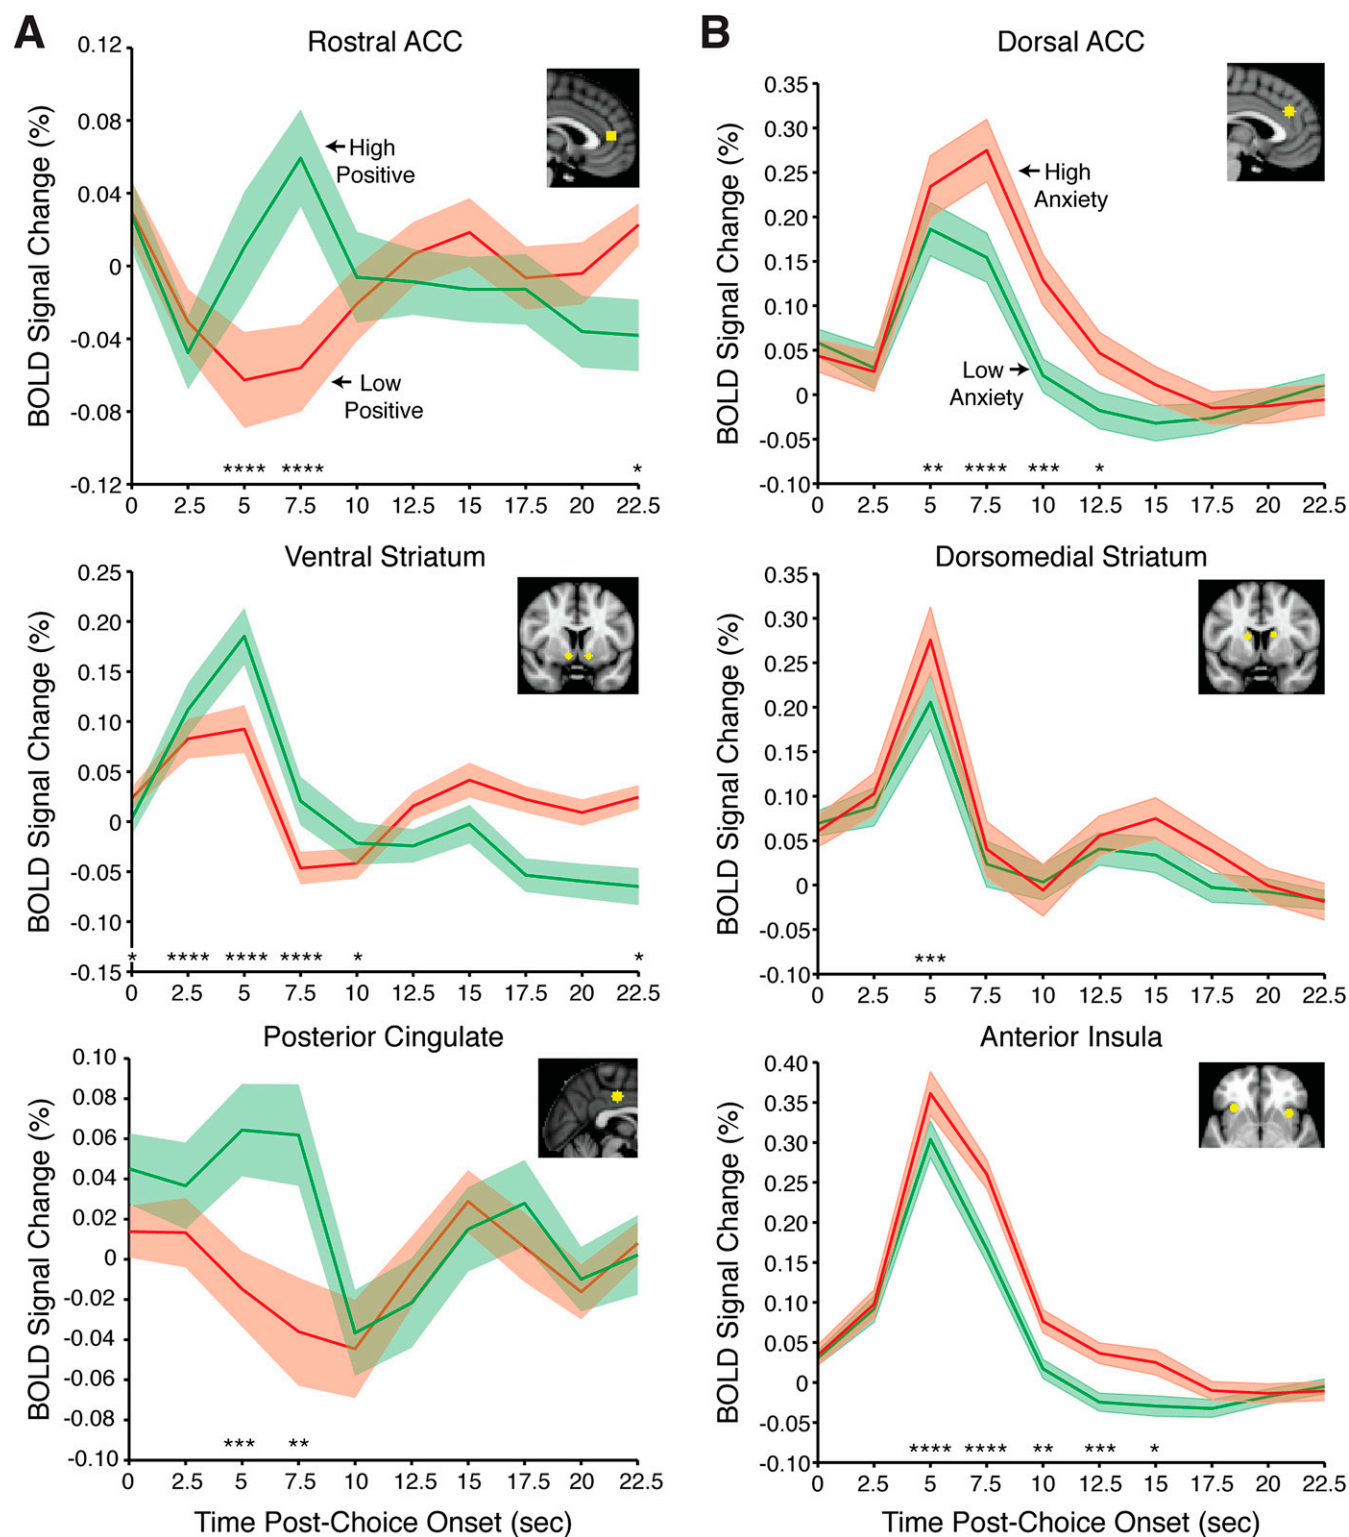 A
Rostral ACC
BOLD Signal Change (%)
0.12
0.08
0.04
0
-0.04
-0.08
-0.12
High
Positive
Low
Positive
**** **** *
0 2.5 5 7.5 10 12.5 15 17.5 20 22.5
B
Dorsal ACC
BOLD Signal Change (%)
0.35
0.30
0.25
0.20
0.15
0.10
0.05
0
-0.05
-0.10
High
Anxiety
Low
Anxiety
** **** *** *
0 2.5 5 7.5 10 12.5 15 17.5 20 22.5
Ventral Striatum
BOLD Signal Change (%)
0.25
0.20
0.15
0.10
0.05
0
-0.05
-0.10
-0.15
* **** **** **** * *
0 2.5 5 7.5 10 12.5 15 17.5 20 22.5
Dorsomedial Striatum
BOLD Signal Change (%)
0.35
0.30
0.25
0.20
0.15
0.10
0.05
0
-0.05
-0.10
***
0 2.5 5 7.5 10 12.5 15 17.5 20 22.5
Posterior Cingulate
BOLD Signal Change (%)
0.10
0.08
0.06
0.04
0.02
0
-0.02
-0.04
-0.06
-0.08
-0.10
*** **
0 2.5 5 7.5 10 12.5 15 17.5 20 22.5
Time Post-Choice Onset (sec)
Anterior Insula
BOLD Signal Change (%)
0.40
0.30
0.25
0.20
0.15
0.10
0.05
0
-0.05
-0.10
**** **** ** *** *
0 2.5 5 7.5 10 12.5 15 17.5 20 22.5
Time Post-Choice Onset (sec)